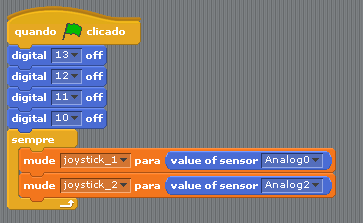 quando clicado
digital 13 off
digital 12 off
digital 11 off
digital 10 off
sempre
mude joystick_1 para value of sensor Analog0
mude joystick_2 para value of sensor Analog2